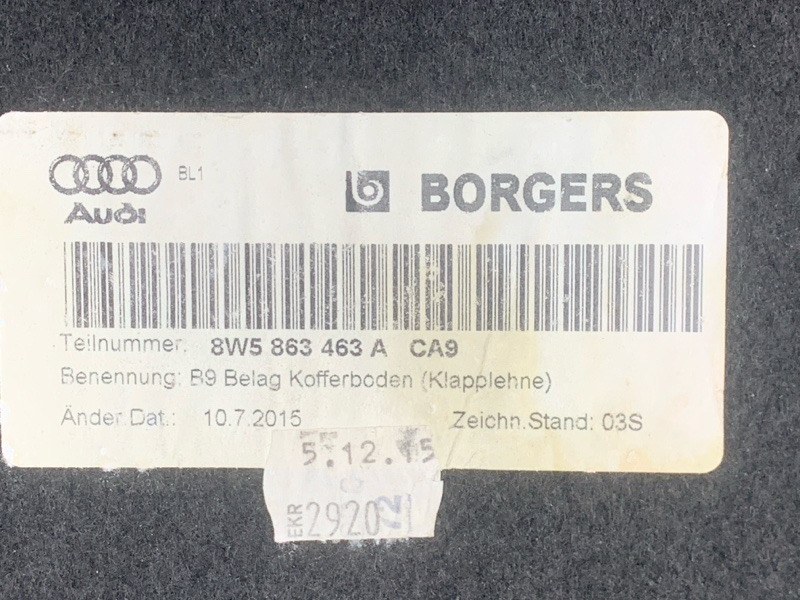 BL1
Audi
BORGERS
Teilnummer: 8W5 863 463 A CA9
Benennung: B9 Belag Kofferboden (Klapplehne)
Änder.Dat.: 10.7.2015 Zeichn.Stand: 03S
5.12.15
EKR 2920 72